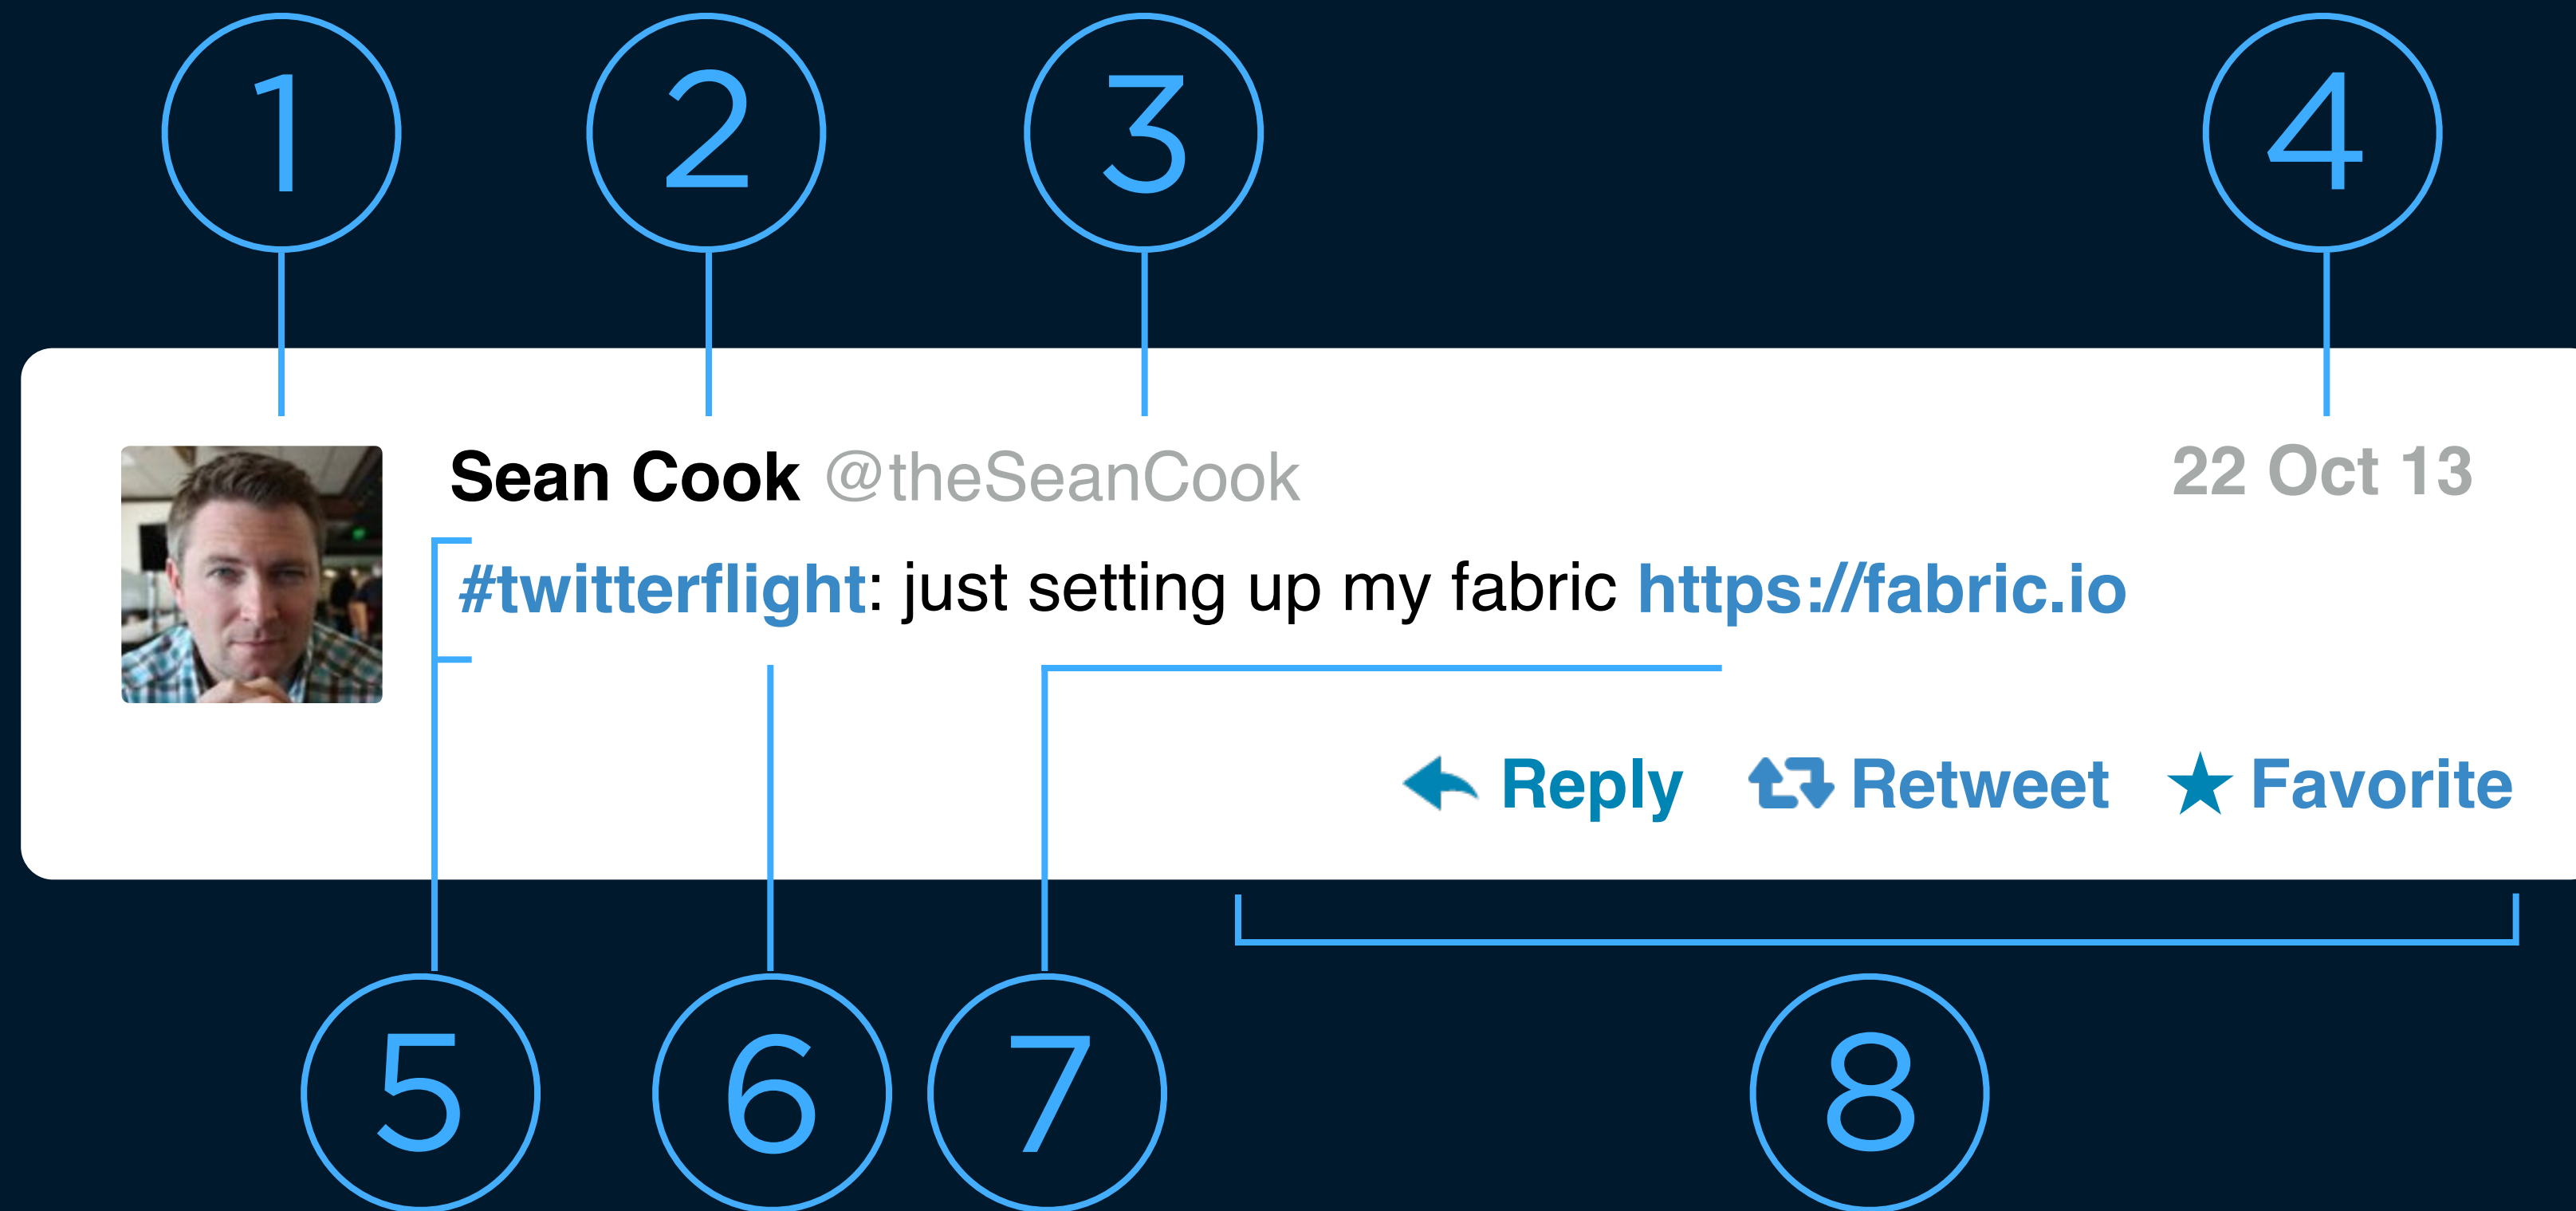 1 2 3 4
Sean Cook @theSeanCook 22 Oct 13
#twitterflight: just setting up my fabric https://fabric.io
Reply Retweet Favorite
5 6 7 8